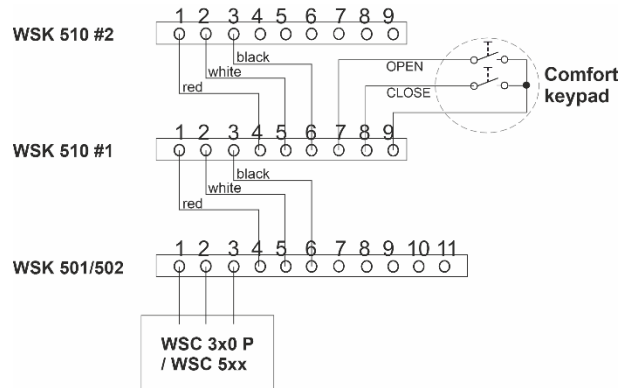 WSK 510 #2
1 2 3 4 5 6 7 8 9
black
white
red
OPEN
CLOSE
Comfort
keypad
WSK 510 #1
1 2 3 4 5 6 7 8 9
black
white
red
WSK 501/502
1 2 3 4 5 6 7 8 9 10 11
WSC 3x0 P
/ WSC 5xx